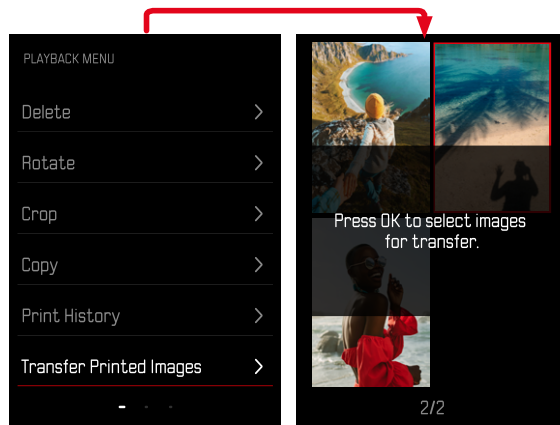 PLAYBACK MENU
Delete
Rotate
Crop
Copy
Print History
Transfer Printed Images
Press OK to select images
for transfer.
2/2